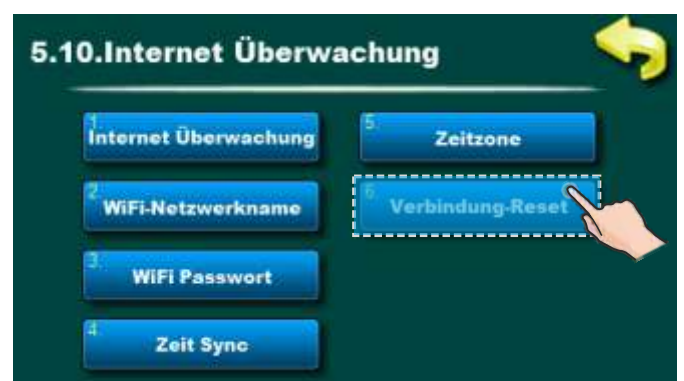 5.10.Internet Überwachung
1.
Internet Überwachung
2.
WiFi-Netzwerkname
3.
WiFi Passwort
4.
Zeit Sync
5.
Zeitzone
6.
Verbindung-Reset